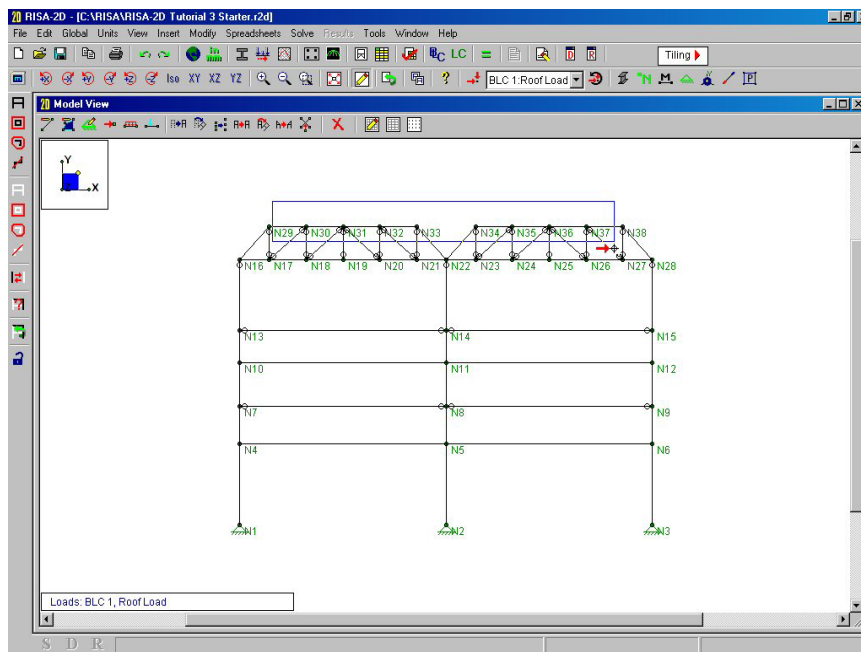 2D RISA-2D - [C:\RISA\RISA-2D Tutorial 3 Starter.r2d]
File Edit Global Units View Insert Modify Spreadsheets Solve Results Tools Window Help
BC LC = D R Tiling
Iso XY XZ YZ ? BLC 1:Roof Load N M P
2D Model View
Y
X
N29 N30 N31 N32 N33 N34 N35 N36 N37 N38
N16 N17 N18 N19 N20 N21 N22 N23 N24 N25 N26 N27 N28
N13 N14 N15
N10 N11 N12
N7 N8 N9
N4 N5 N6
N1 N2 N3
Loads: BLC 1, Roof Load
S D R